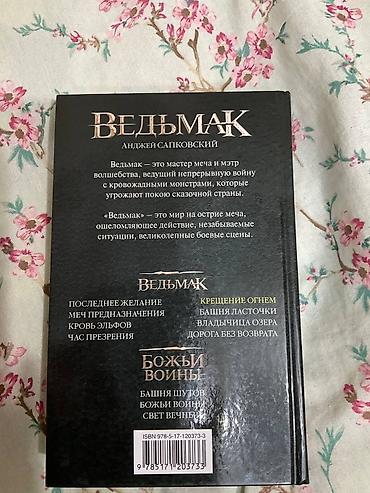 ВЕДЬМАК
АНДЖЕЙ САПКОВСКИЙ
Ведьмак — это мастер меча и мэтр
волшебства, ведущий непрерывную войну
с кровожадными монстрами, которые
угрожают покою сказочной страны.
«Ведьмак» — это мир на острие меча,
ошеломляющее действие, незабываемые
ситуации, великолепные боевые сцены.
ВЕДЬМАК
ПОСЛЕДНЕЕ ЖЕЛАНИЕ
МЕЧ ПРЕДНАЗНАЧЕНИЯ
КРОВЬ ЭЛЬФОВ
ЧАС ПРЕЗРЕНИЯ
КРЕЩЕНИЕ ОГНЕМ
БАШНЯ ЛАСТОЧКИ
ВЛАДЫЧИЦА ОЗЕРА
ДОРОГА БЕЗ ВОЗВРАТА
БОЖЬИ
ВОИНЫ
БАШНЯ ШУТОВ
БОЖЬИ ВОИНЫ
СВЕТ ВЕЧНЫЙ
ISBN 978-5-17-120373-3
9 785171 203733